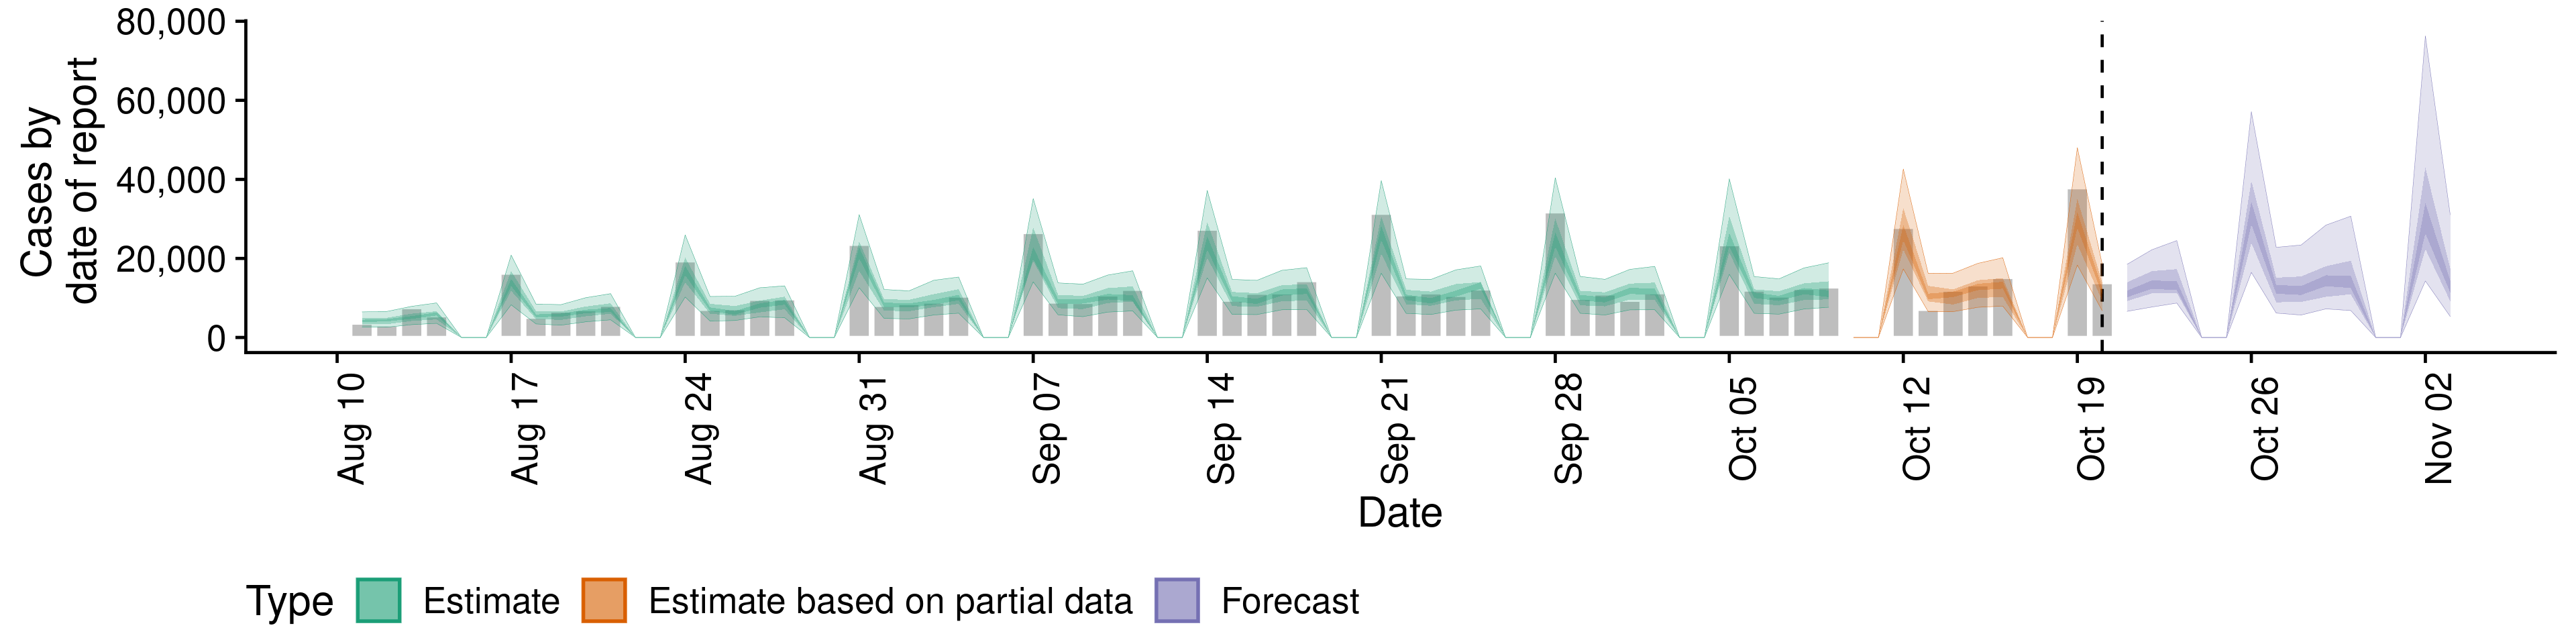 80,000
60,000
40,000
20,000
0
Cases by
date of report
Aug 10
Aug 17
Aug 24
Aug 31
Sep 07
Sep 14
Sep 21
Sep 28
Oct 05
Oct 12
Oct 19
Oct 26
Nov 02
Date
Type Estimate Estimate based on partial data Forecast